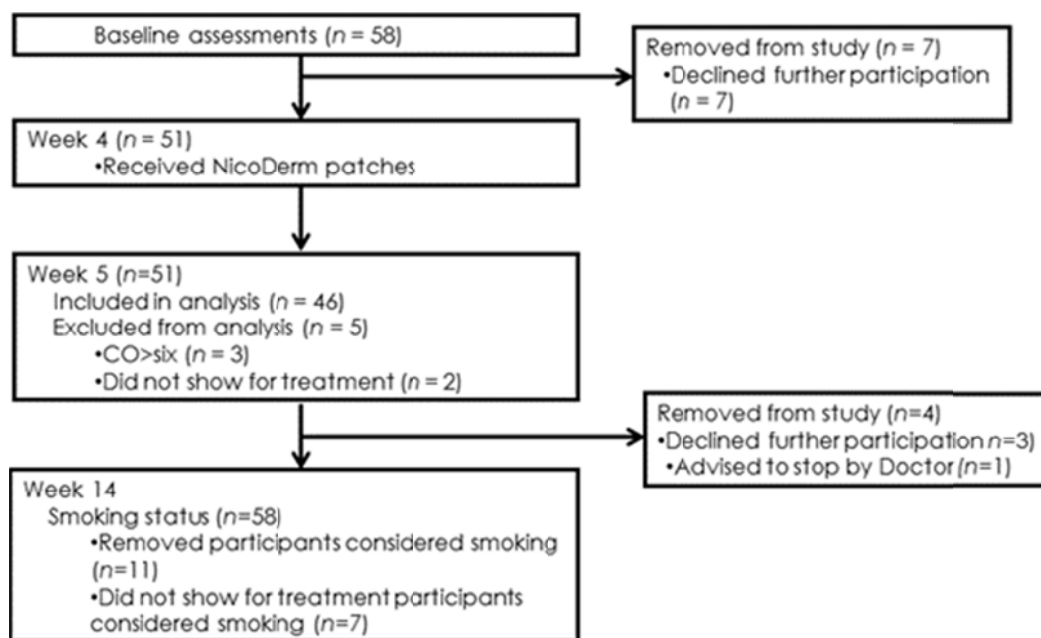 Baseline assessments (n = 58)
Removed from study (n = 7)
•Declined further participation
(n = 7)
Week 4 (n = 51)
•Received NicoDerm patches
Week 5 (n=51)
Included in analysis (n = 46)
Excluded from analysis (n = 5)
•CO>six (n = 3)
•Did not show for treatment (n = 2)
Removed from study (n=4)
•Declined further participation n=3)
•Advised to stop by Doctor (n=1)
Week 14
Smoking status (n=58)
•Removed participants considered smoking
(n=11)
•Did not show for treatment participants
considered smoking (n=7)